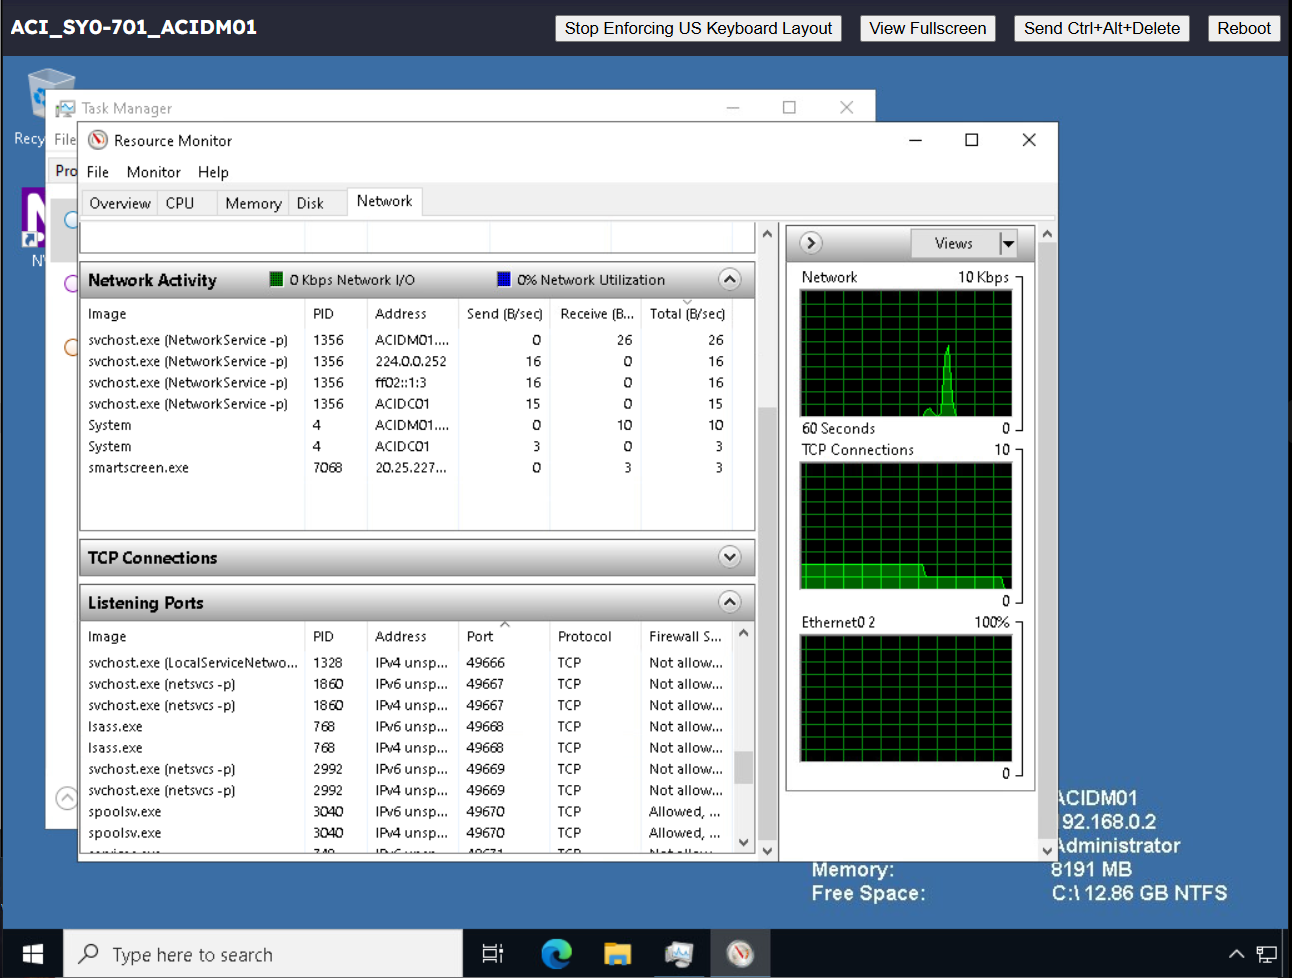 ACI_SY0-701_ACIDM01
Stop Enforcing US Keyboard Layout
View Fullscreen
Send Ctrl+Alt+Delete
Reboot
Recy
Task Manager
File
Pro
Resource Monitor
File Monitor Help
Overview CPU Memory Disk Network
Network Activity 0 Kbps Network I/O 0% Network Utilization
Image PID Address Send (B/sec) Receive (B... Total (B/sec)
svchost.exe (NetworkService -p) 1356 ACIDM01.... 0 26 26
svchost.exe (NetworkService -p) 1356 224.0.0.252 16 0 16
svchost.exe (NetworkService -p) 1356 ff02::1:3 16 0 16
svchost.exe (NetworkService -p) 1356 ACIDC01 15 0 15
System 4 ACIDM01.... 0 10 10
System 4 ACIDC01 3 0 3
smartscreen.exe 7068 20.25.227... 0 3 3
TCP Connections
Listening Ports
Image PID Address Port Protocol Firewall S...
svchost.exe (LocalServiceNetwo... 1328 IPv4 unsp... 49666 TCP Not allow...
svchost.exe (netsvcs -p) 1860 IPv6 unsp... 49667 TCP Not allow...
svchost.exe (netsvcs -p) 1860 IPv4 unsp... 49667 TCP Not allow...
lsass.exe 768 IPv6 unsp... 49668 TCP Not allow...
lsass.exe 768 IPv4 unsp... 49668 TCP Not allow...
svchost.exe (netsvcs -p) 2992 IPv6 unsp... 49669 TCP Not allow...
svchost.exe (netsvcs -p) 2992 IPv4 unsp... 49669 TCP Not allow...
spoolsv.exe 3040 IPv6 unsp... 49670 TCP Allowed, ...
spoolsv.exe 3040 IPv4 unsp... 49670 TCP Allowed, ...
Views
Network 10 Kbps
60 Seconds 0
TCP Connections 10
0
Ethernet0 2 100%
0
ACIDM01
192.168.0.2
Administrator
Memory: 8191 MB
Free Space: C:\ 12.86 GB NTFS
Type here to search